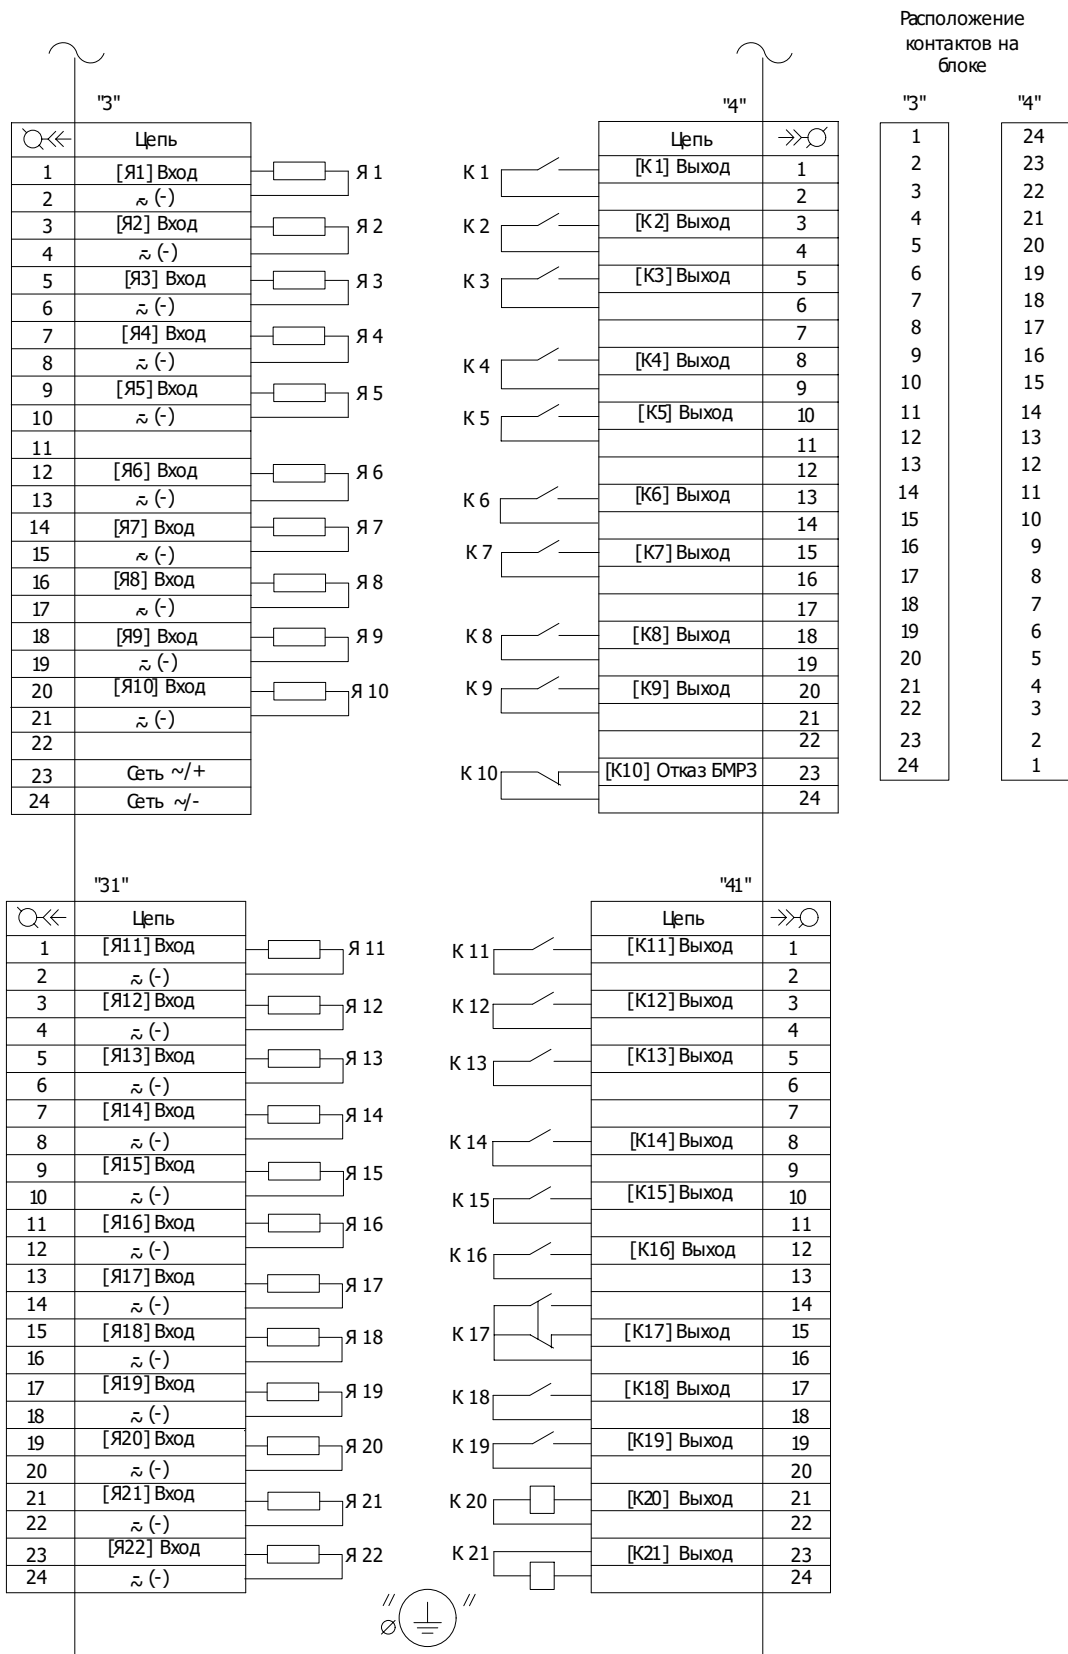 Расположение
контактов на
блоке
"3" "4"
1 24
2 23
3 22
4 21
5 20
6 19
7 18
8 17
9 16
10 15
11 14
12 13
13 12
14 11
15 10
16 9
17 8
18 7
19 6
20 5
21 4
22 3
23 2
24 1
"3"
Цепь
1 [Я1] Вход Я 1
2 ≂ (-)
3 [Я2] Вход Я 2
4 ≂ (-)
5 [Я3] Вход Я 3
6 ≂ (-)
7 [Я4] Вход Я 4
8 ≂ (-)
9 [Я5] Вход Я 5
10 ≂ (-)
11
12 [Я6] Вход Я 6
13 ≂ (-)
14 [Я7] Вход Я 7
15 ≂ (-)
16 [Я8] Вход Я 8
17 ≂ (-)
18 [Я9] Вход Я 9
19 ≂ (-)
20 [Я10] Вход Я 10
21 ≂ (-)
22
23 Сеть ~/+
24 Сеть ~/-
"4"
Цепь
К 1 [К1] Выход 1
2
К 2 [К2] Выход 3
4
К 3 [К3] Выход 5
6
7
К 4 [К4] Выход 8
9
К 5 [К5] Выход 10
11
12
К 6 [К6] Выход 13
14
К 7 [К7] Выход 15
16
17
К 8 [К8] Выход 18
19
К 9 [К9] Выход 20
21
22
К 10 [К10] Отказ БМРЗ 23
24
"31"
Цепь
1 [Я11] Вход Я 11
2 ≂ (-)
3 [Я12] Вход Я 12
4 ≂ (-)
5 [Я13] Вход Я 13
6 ≂ (-)
7 [Я14] Вход Я 14
8 ≂ (-)
9 [Я15] Вход Я 15
10 ≂ (-)
11 [Я16] Вход Я 16
12 ≂ (-)
13 [Я17] Вход Я 17
14 ≂ (-)
15 [Я18] Вход Я 18
16 ≂ (-)
17 [Я19] Вход Я 19
18 ≂ (-)
19 [Я20] Вход Я 20
20 ≂ (-)
21 [Я21] Вход Я 21
22 ≂ (-)
23 [Я22] Вход Я 22
24 ≂ (-)
"41"
Цепь
К 11 [К11] Выход 1
2
К 12 [К12] Выход 3
4
К 13 [К13] Выход 5
6
7
К 14 [К14] Выход 8
9
К 15 [К15] Выход 10
11
К 16 [К16] Выход 12
13
14
К 17 [К17] Выход 15
16
К 18 [К18] Выход 17
18
К 19 [К19] Выход 19
20
К 20 [К20] Выход 21
22
К 21 [К21] Выход 23
24